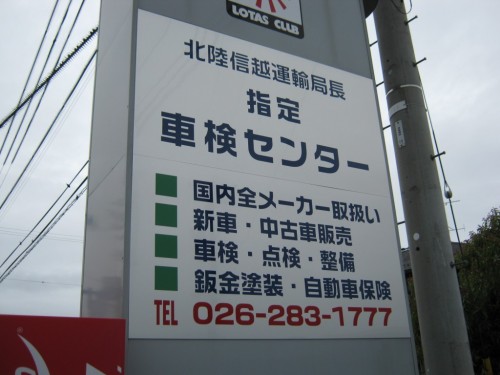 LOTAS CLUB
北陸信越運輸局長
指定
車検センター
国内全メーカー取扱い
新車・中古車販売
車検・点検・整備
鈑金塗装・自動車保険
TEL 026-283-1777